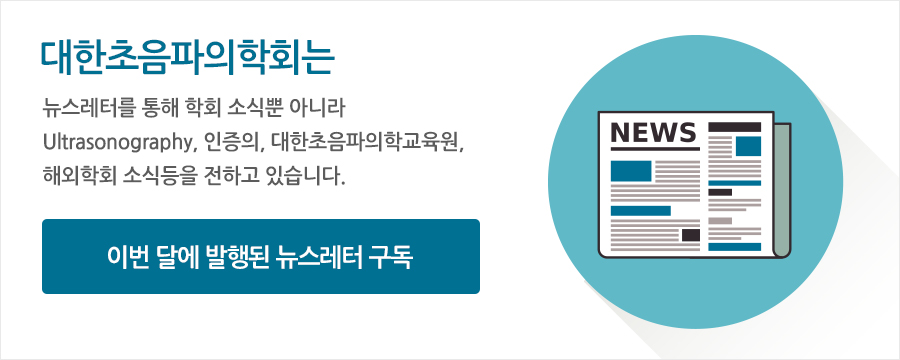 대한초음파의학회는
뉴스레터를 통해 학회 소식뿐 아니라
Ultrasonography, 인증의, 대한초음파의학교육원,
해외학회 소식등을 전하고 있습니다.
이번 달에 발행된 뉴스레터 구독
NEWS